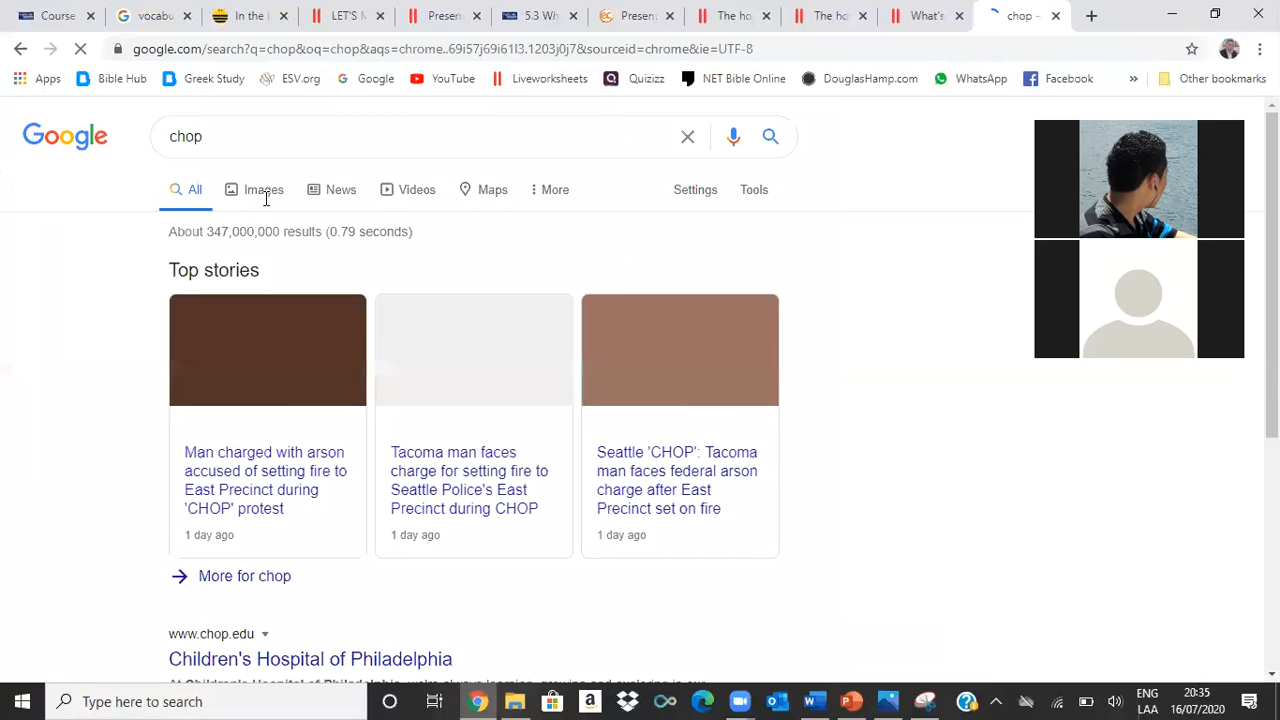 Course
vocabu
In the
LET'S M
Presen
5.3 Wh
Presen
The ho
The ho
What's
chop -
google.com/search?q=chop&oq=chop&aqs=chrome..69i57j69i61l3.1203j0j7&sourceid=chrome&ie=UTF-8
Apps
Bible Hub
Greek Study
ESV.org
Google
YouTube
Liveworksheets
Quizizz
NET Bible Online
DouglasHamp.com
WhatsApp
Facebook
»
Other bookmarks
Google
chop
All
Images
News
Videos
Maps
More
Settings
Tools
About 347,000,000 results (0.79 seconds)
Top stories
Man charged with arson
accused of setting fire to
East Precinct during
'CHOP' protest
1 day ago
Tacoma man faces
charge for setting fire to
Seattle Police's East
Precinct during CHOP
1 day ago
Seattle 'CHOP': Tacoma
man faces federal arson
charge after East
Precinct set on fire
1 day ago
More for chop
www.chop.edu
Children's Hospital of Philadelphia
Type here to search
ENG
LAA
20:35
16/07/2020